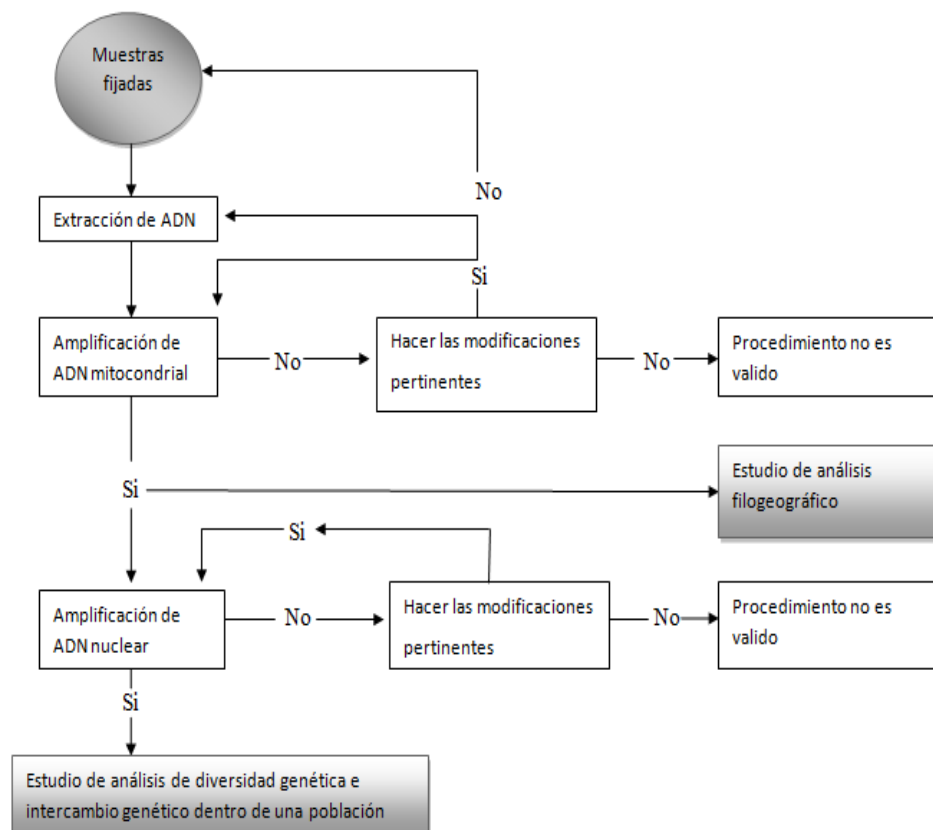 Muestras
fijadas
No
Extracción de ADN
Si
Amplificación de
ADN mitocondrial
No
Hacer las modificaciones
pertinentes
No
Procedimiento no es
valido
Si
Estudio de análisis
filogeográfico
Si
Amplificación de
ADN nuclear
No
Hacer las modificaciones
pertinentes
No
Procedimiento no es
valido
Si
Estudio de análisis de diversidad genética e
intercambio genético dentro de una población